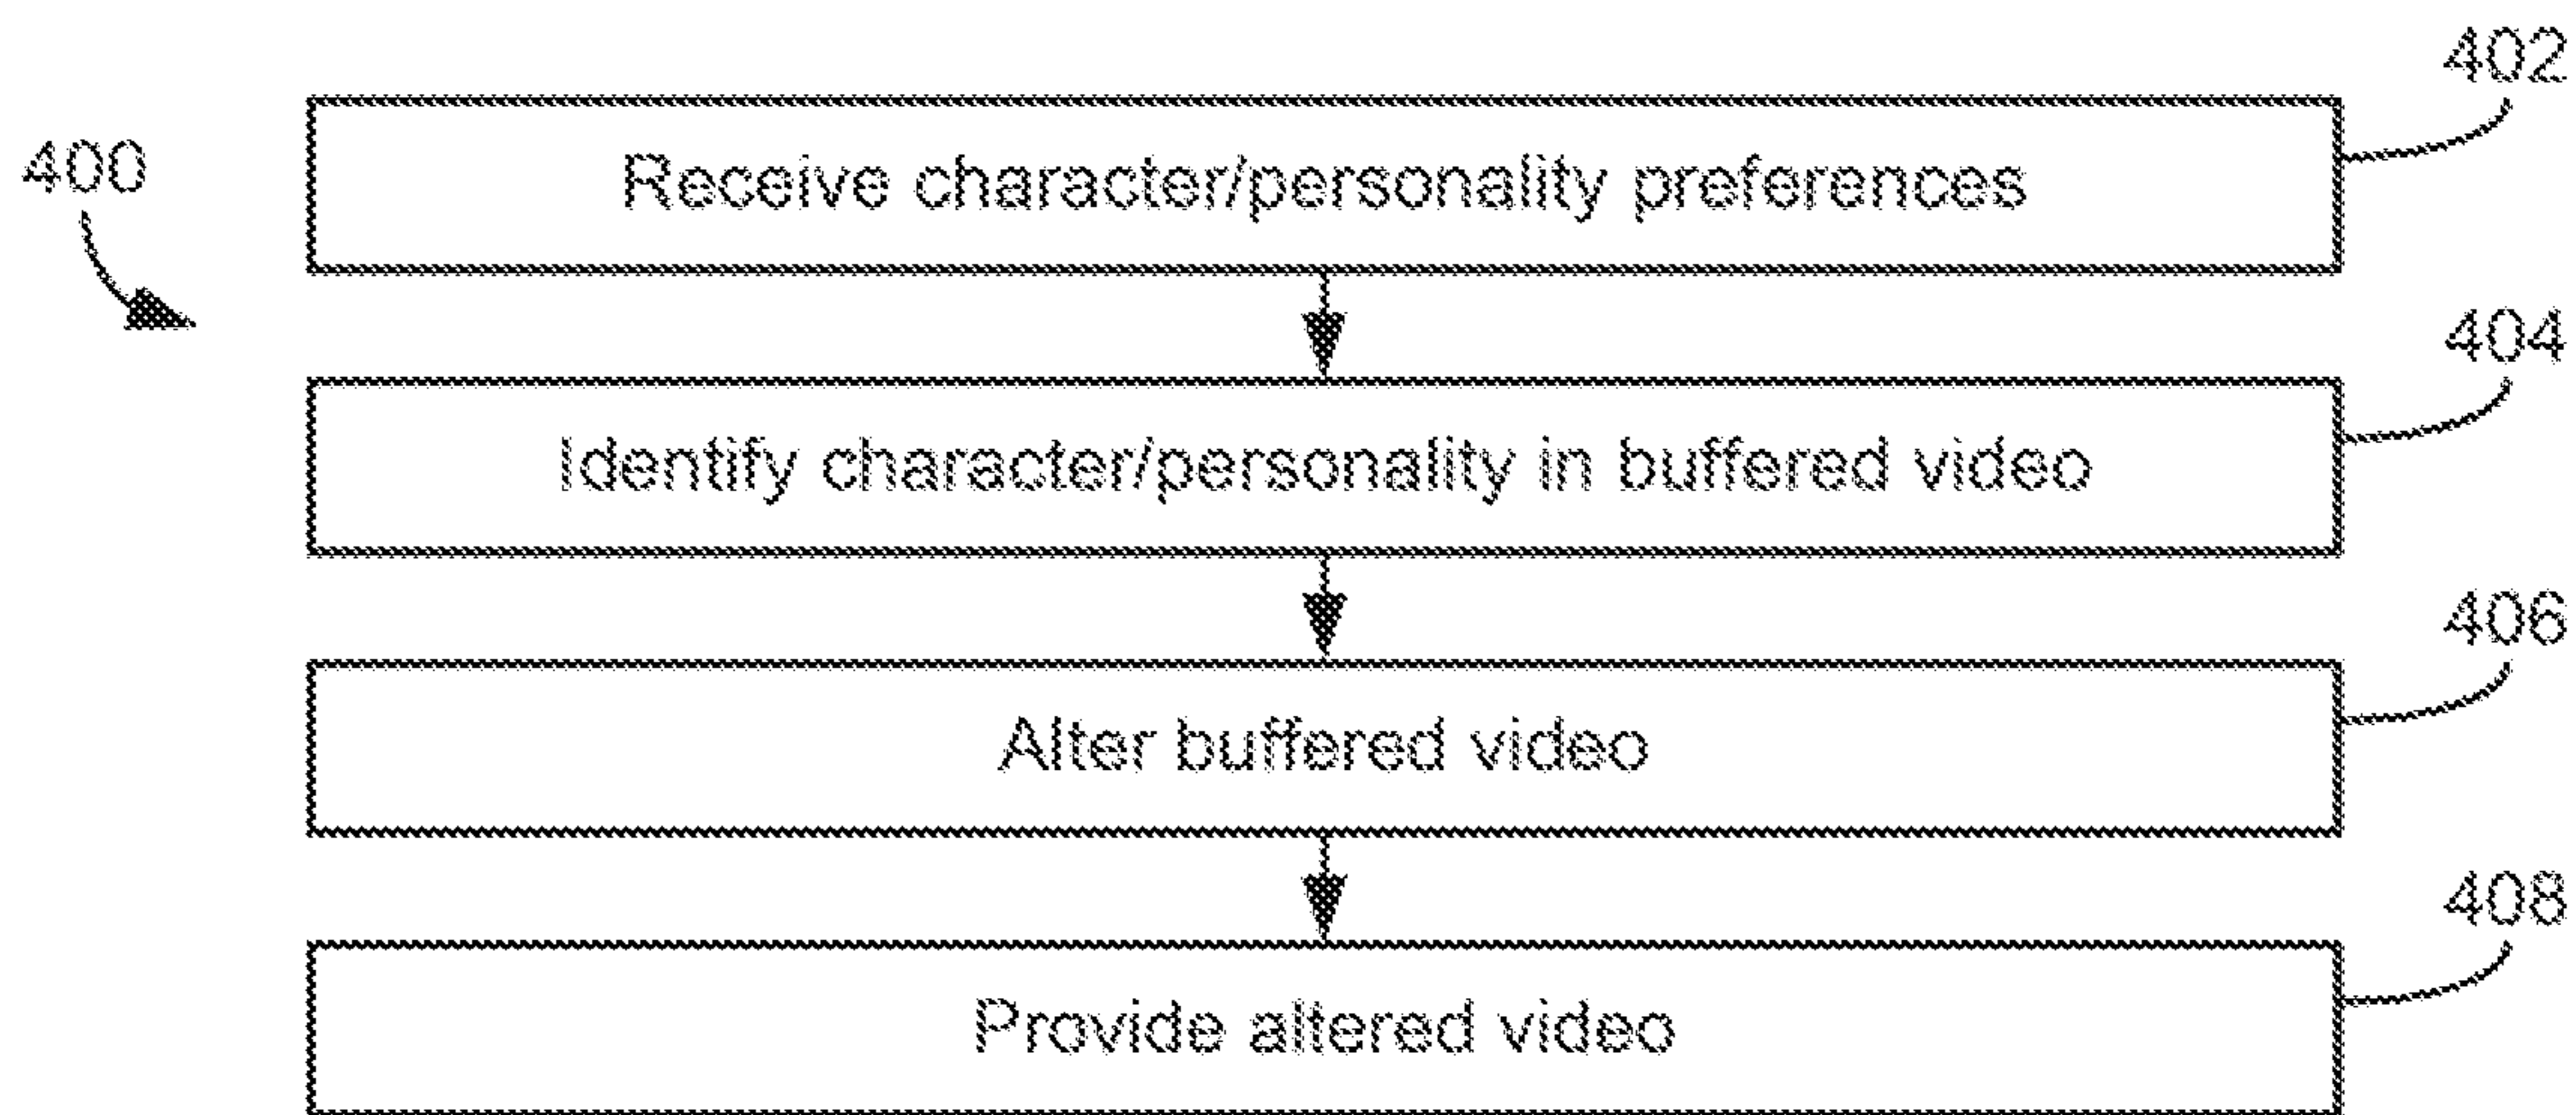 402
400
Receive character/personality preferences
404
Identify character/personality in buffered video
406
Alter buffered video
408
Provide altered video